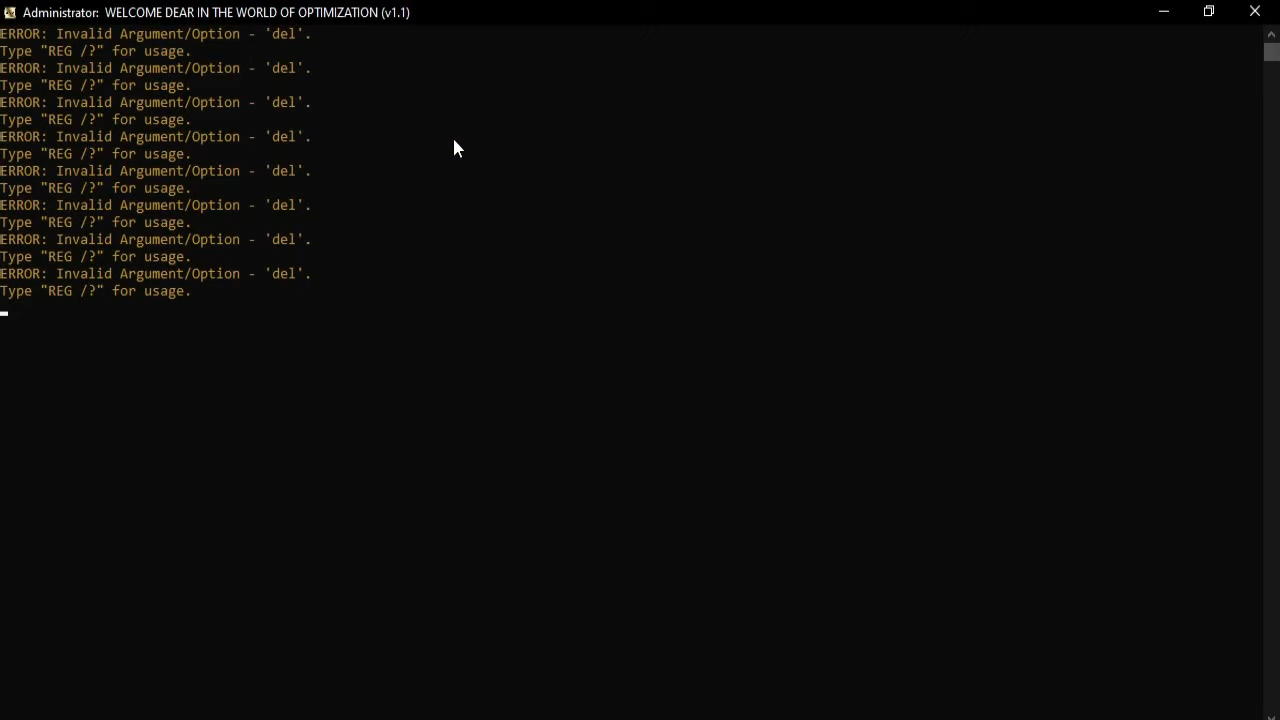 Administrator: WELCOME DEAR IN THE WORLD OF OPTIMIZATION (v1.1)
ERROR: Invalid Argument/Option - 'del'.
Type "REG /?" for usage.
ERROR: Invalid Argument/Option - 'del'.
Type "REG /?" for usage.
ERROR: Invalid Argument/Option - 'del'.
Type "REG /?" for usage.
ERROR: Invalid Argument/Option - 'del'.
Type "REG /?" for usage.
ERROR: Invalid Argument/Option - 'del'.
Type "REG /?" for usage.
ERROR: Invalid Argument/Option - 'del'.
Type "REG /?" for usage.
ERROR: Invalid Argument/Option - 'del'.
Type "REG /?" for usage.
ERROR: Invalid Argument/Option - 'del'.
Type "REG /?" for usage.